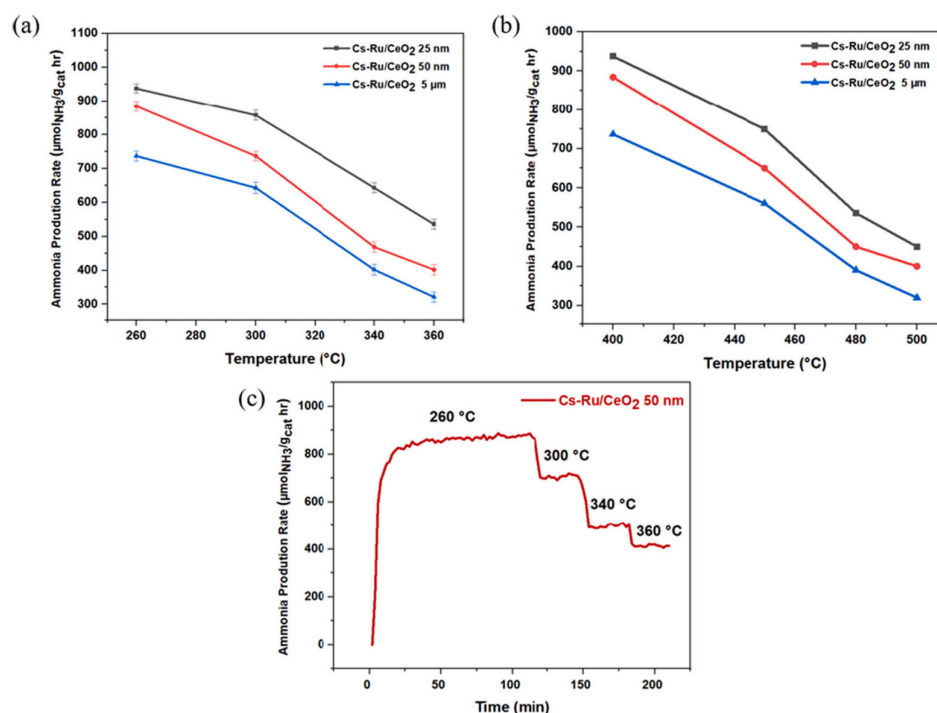 (a)
Ammonia Prodution Rate (µmolNH3/gcat hr)
1100
1000
900
800
700
600
500
400
300
Cs-Ru/CeO2 25 nm
Cs-Ru/CeO2 50 nm
Cs-Ru/CeO2 5 µm
260 280 300 320 340 360
Temperature (°C)
(b)
Ammonia Prodution Rate (µmolNH3/gcat hr)
1000
900
800
700
600
500
400
300
Cs-Ru/CeO2 25 nm
Cs-Ru/CeO2 50 nm
Cs-Ru/CeO2 5 µm
400 420 440 460 480 500
Temperature (°C)
(c)
Ammonia Prodution Rate (µmolNH3/gcat hr)
1000
800
600
400
200
0
Cs-Ru/CeO2 50 nm
260 °C
300 °C
340 °C
360 °C
0 50 100 150 200
Time (min)